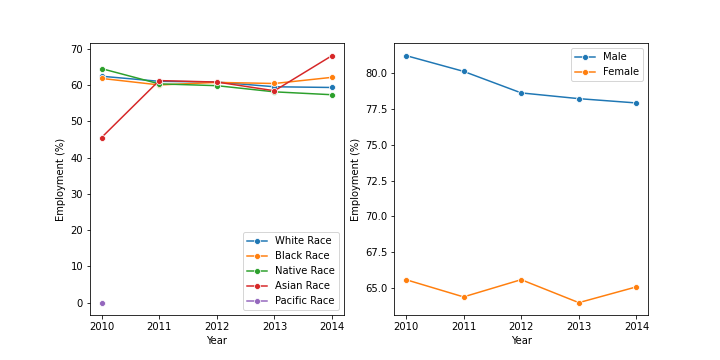 70
60
50
40
30
20
10
0
Employment (%)
2010 2011 2012 2013 2014
Year
White Race
Black Race
Native Race
Asian Race
Pacific Race
80.0
77.5
75.0
72.5
70.0
67.5
65.0
Employment (%)
2010 2011 2012 2013 2014
Year
Male
Female